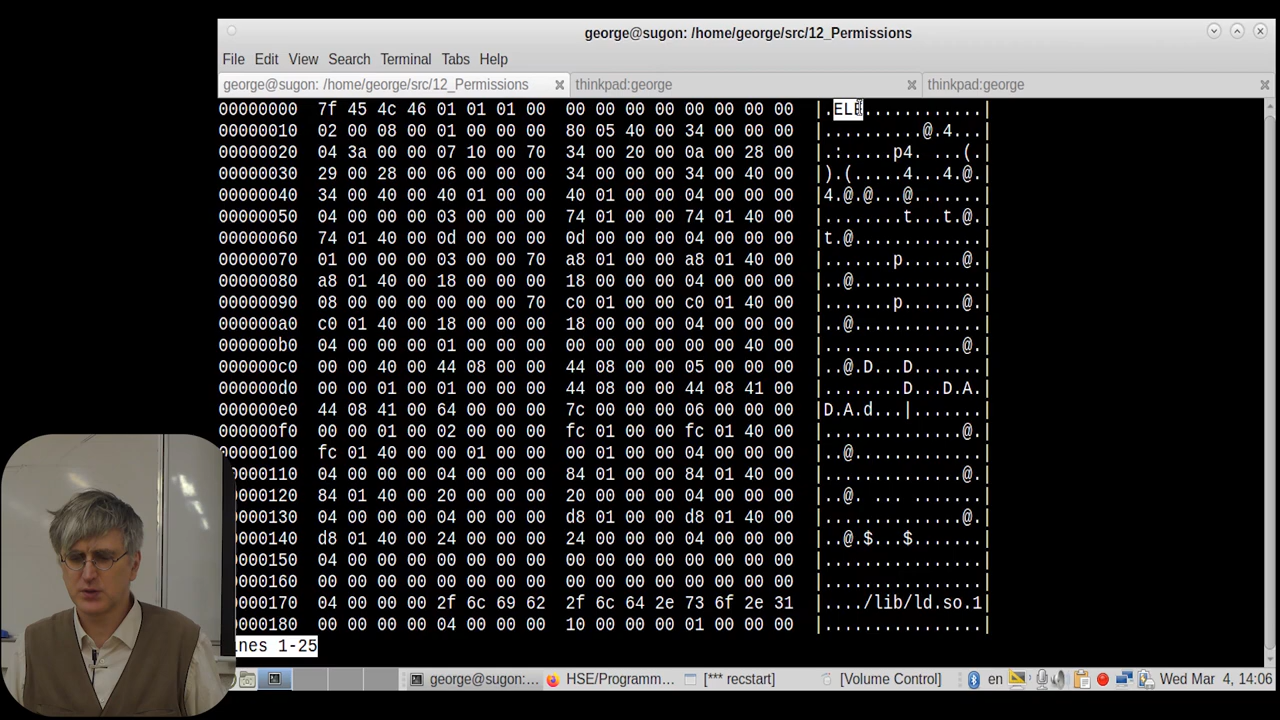 george@sugon: /home/george/src/12_Permissions
File Edit View Search Terminal Tabs Help
george@sugon: /home/george/src/12_Permissions thinkpad:george thinkpad:george
00000000 7f 45 4c 46 01 01 01 00 00 00 00 00 00 00 00 00 |.ELF............|
00000010 02 00 08 00 01 00 00 00 80 05 40 00 34 00 00 00 |..........@.4...|
00000020 04 3a 00 00 07 10 00 70 34 00 20 00 0a 00 28 00 |.:.....p4. ...(.|
00000030 29 00 28 00 06 00 00 00 34 00 00 00 34 00 40 00 |).(.....4...4.@.|
00000040 34 00 40 00 40 01 00 00 40 01 00 00 04 00 00 00 |4.@.@...@.......|
00000050 04 00 00 00 03 00 00 00 74 01 00 00 74 01 40 00 |........t...t.@.|
00000060 74 01 40 00 0d 00 00 00 0d 00 00 00 04 00 00 00 |t.@.............|
00000070 01 00 00 00 03 00 00 70 a8 01 00 00 a8 01 40 00 |.......p......@.|
00000080 a8 01 40 00 18 00 00 00 18 00 00 00 04 00 00 00 |..@.............|
00000090 08 00 00 00 00 00 00 70 c0 01 00 00 c0 01 40 00 |.......p......@.|
000000a0 c0 01 40 00 18 00 00 00 18 00 00 00 04 00 00 00 |..@.............|
000000b0 04 00 00 00 01 00 00 00 00 00 00 00 00 00 40 00 |..............@.|
000000c0 00 00 40 00 44 08 00 00 44 08 00 00 05 00 00 00 |..@.D...D.......|
000000d0 00 00 01 00 01 00 00 00 44 08 00 00 44 08 41 00 |........D...D.A.|
000000e0 44 08 41 00 64 00 00 00 7c 00 00 00 06 00 00 00 |D.A.d...|.......|
000000f0 00 00 01 00 02 00 00 00 fc 01 00 00 fc 01 40 00 |..............@.|
00000100 fc 01 40 00 00 01 00 00 00 01 00 00 04 00 00 00 |..@.............|
0000110 04 00 00 00 04 00 00 00 84 01 00 00 84 01 40 00 |..............@.|
0000120 84 01 40 00 20 00 00 00 20 00 00 00 04 00 00 00 |..@. ... .......|
0000130 04 00 00 00 04 00 00 00 d8 01 00 00 d8 01 40 00 |..............@.|
0000140 d8 01 40 00 24 00 00 00 24 00 00 00 04 00 00 00 |..@.$...$.......|
0000150 04 00 00 00 00 00 00 00 00 00 00 00 00 00 00 00 |................|
0000160 00 00 00 00 00 00 00 00 00 00 00 00 00 00 00 00 |................|
0000170 04 00 00 00 2f 6c 69 62 2f 6c 64 2e 73 6f 2e 31 |..../lib/ld.so.1|
0000180 00 00 00 00 04 00 00 00 10 00 00 00 01 00 00 00 |................|
nes 1-25
george@sugon:... HSE/Programm... [*** recstart] [Volume Control] en Wed Mar 4, 14:06